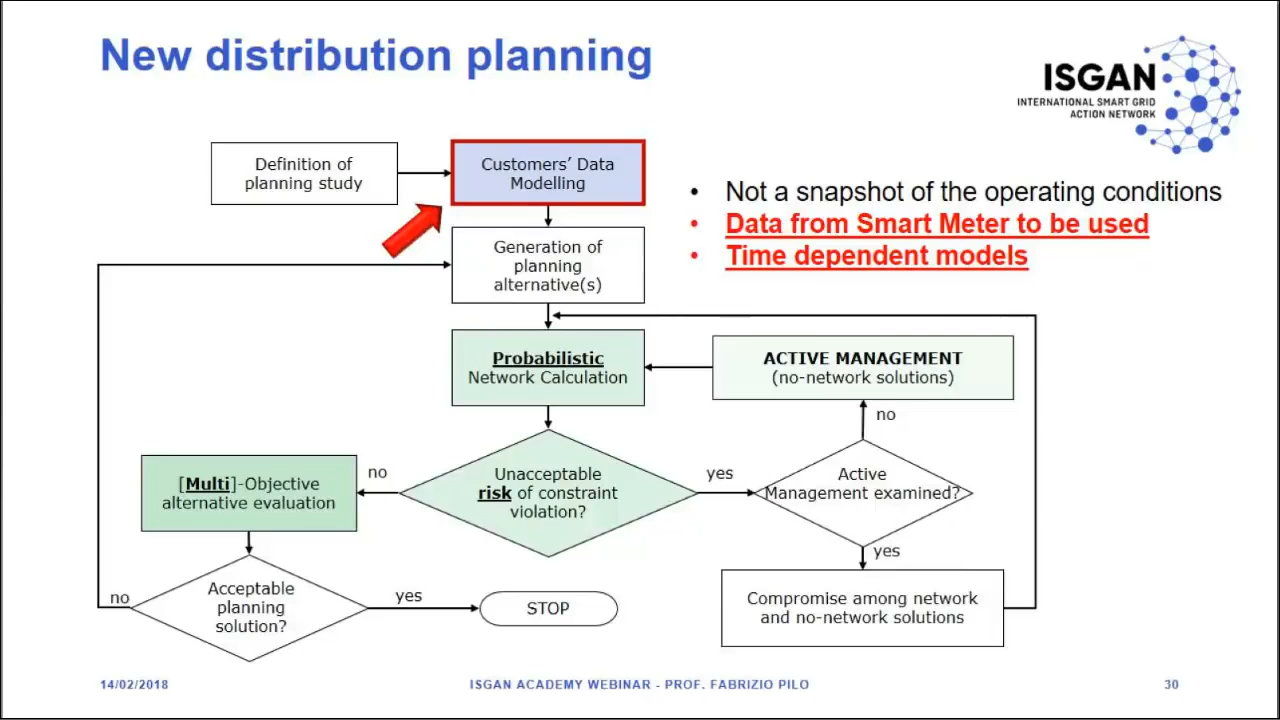 New distribution planning
ISGAN
INTERNATIONAL SMART GRID
ACTION NETWORK
Definition of
planning study
Customers' Data
Modelling
• Not a snapshot of the operating conditions
• Data from Smart Meter to be used
• Time dependent models
Generation of
planning
alternative(s)
Probabilistic
Network Calculation
ACTIVE MANAGEMENT
(no-network solutions)
no
Unacceptable
risk of constraint
violation?
no
yes
Active
Management examined?
yes
[Multi]-Objective
alternative evaluation
Compromise among network
and no-network solutions
Acceptable
planning
solution?
no
yes
STOP
14/02/2018
ISGAN ACADEMY WEBINAR - PROF. FABRIZIO PILO
30